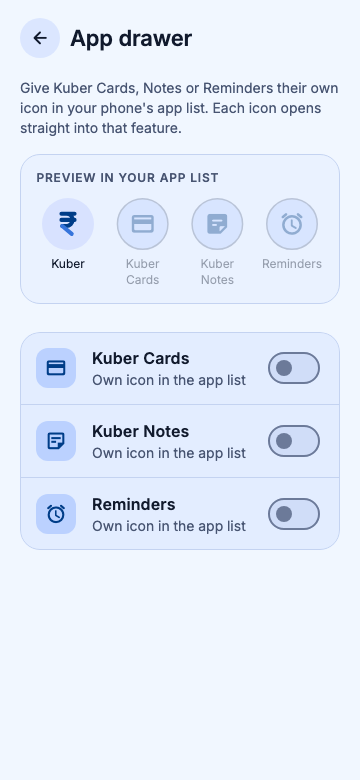 App drawer
Give Kuber Cards, Notes or Reminders their own
icon in your phone's app list. Each icon opens
straight into that feature.
PREVIEW IN YOUR APP LIST
Kuber
Kuber
Cards
Kuber
Notes
Reminders
Kuber Cards
Own icon in the app list
Kuber Notes
Own icon in the app list
Reminders
Own icon in the app list